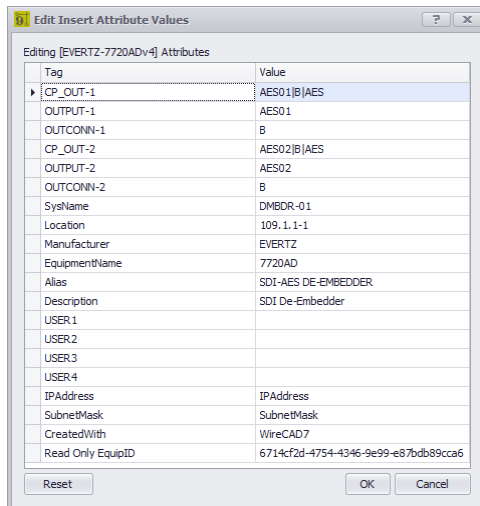 9 Edit Insert Attribute Values ? x
Editing [EVERTZ-7720ADv4] Attributes
Tag Value
CP_OUT-1 AES01|B|AES
OUTPUT-1 AES01
OUTCONN-1 B
CP_OUT-2 AES02|B|AES
OUTPUT-2 AES02
OUTCONN-2 B
SysName DMBDR-01
Location 109.1.1-1
Manufacturer EVERTZ
EquipmentName 7720AD
Alias SDI-AES DE-EMBEDDER
Description SDI De-Embedder
USER1
USER2
USER3
USER4
IPAddress IPAddress
SubnetMask SubnetMask
CreatedWith WireCAD7
Read Only EquipID 6714cf2d-4754-4346-9e99-e87bdb89cca6
Reset OK Cancel